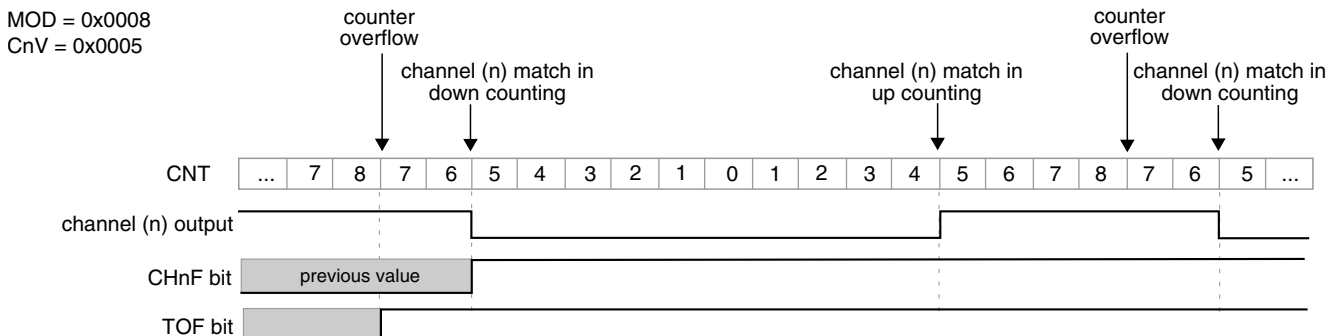 MOD = 0x0008
CnV = 0x0005
counter
overflow
channel (n) match in
down counting
channel (n) match in
up counting
counter
overflow
channel (n) match in
down counting
CNT ... 7 8 7 6 5 4 3 2 1 0 1 2 3 4 5 6 7 8 7 6 5 ...
channel (n) output
CHnF bit previous value
TOF bit